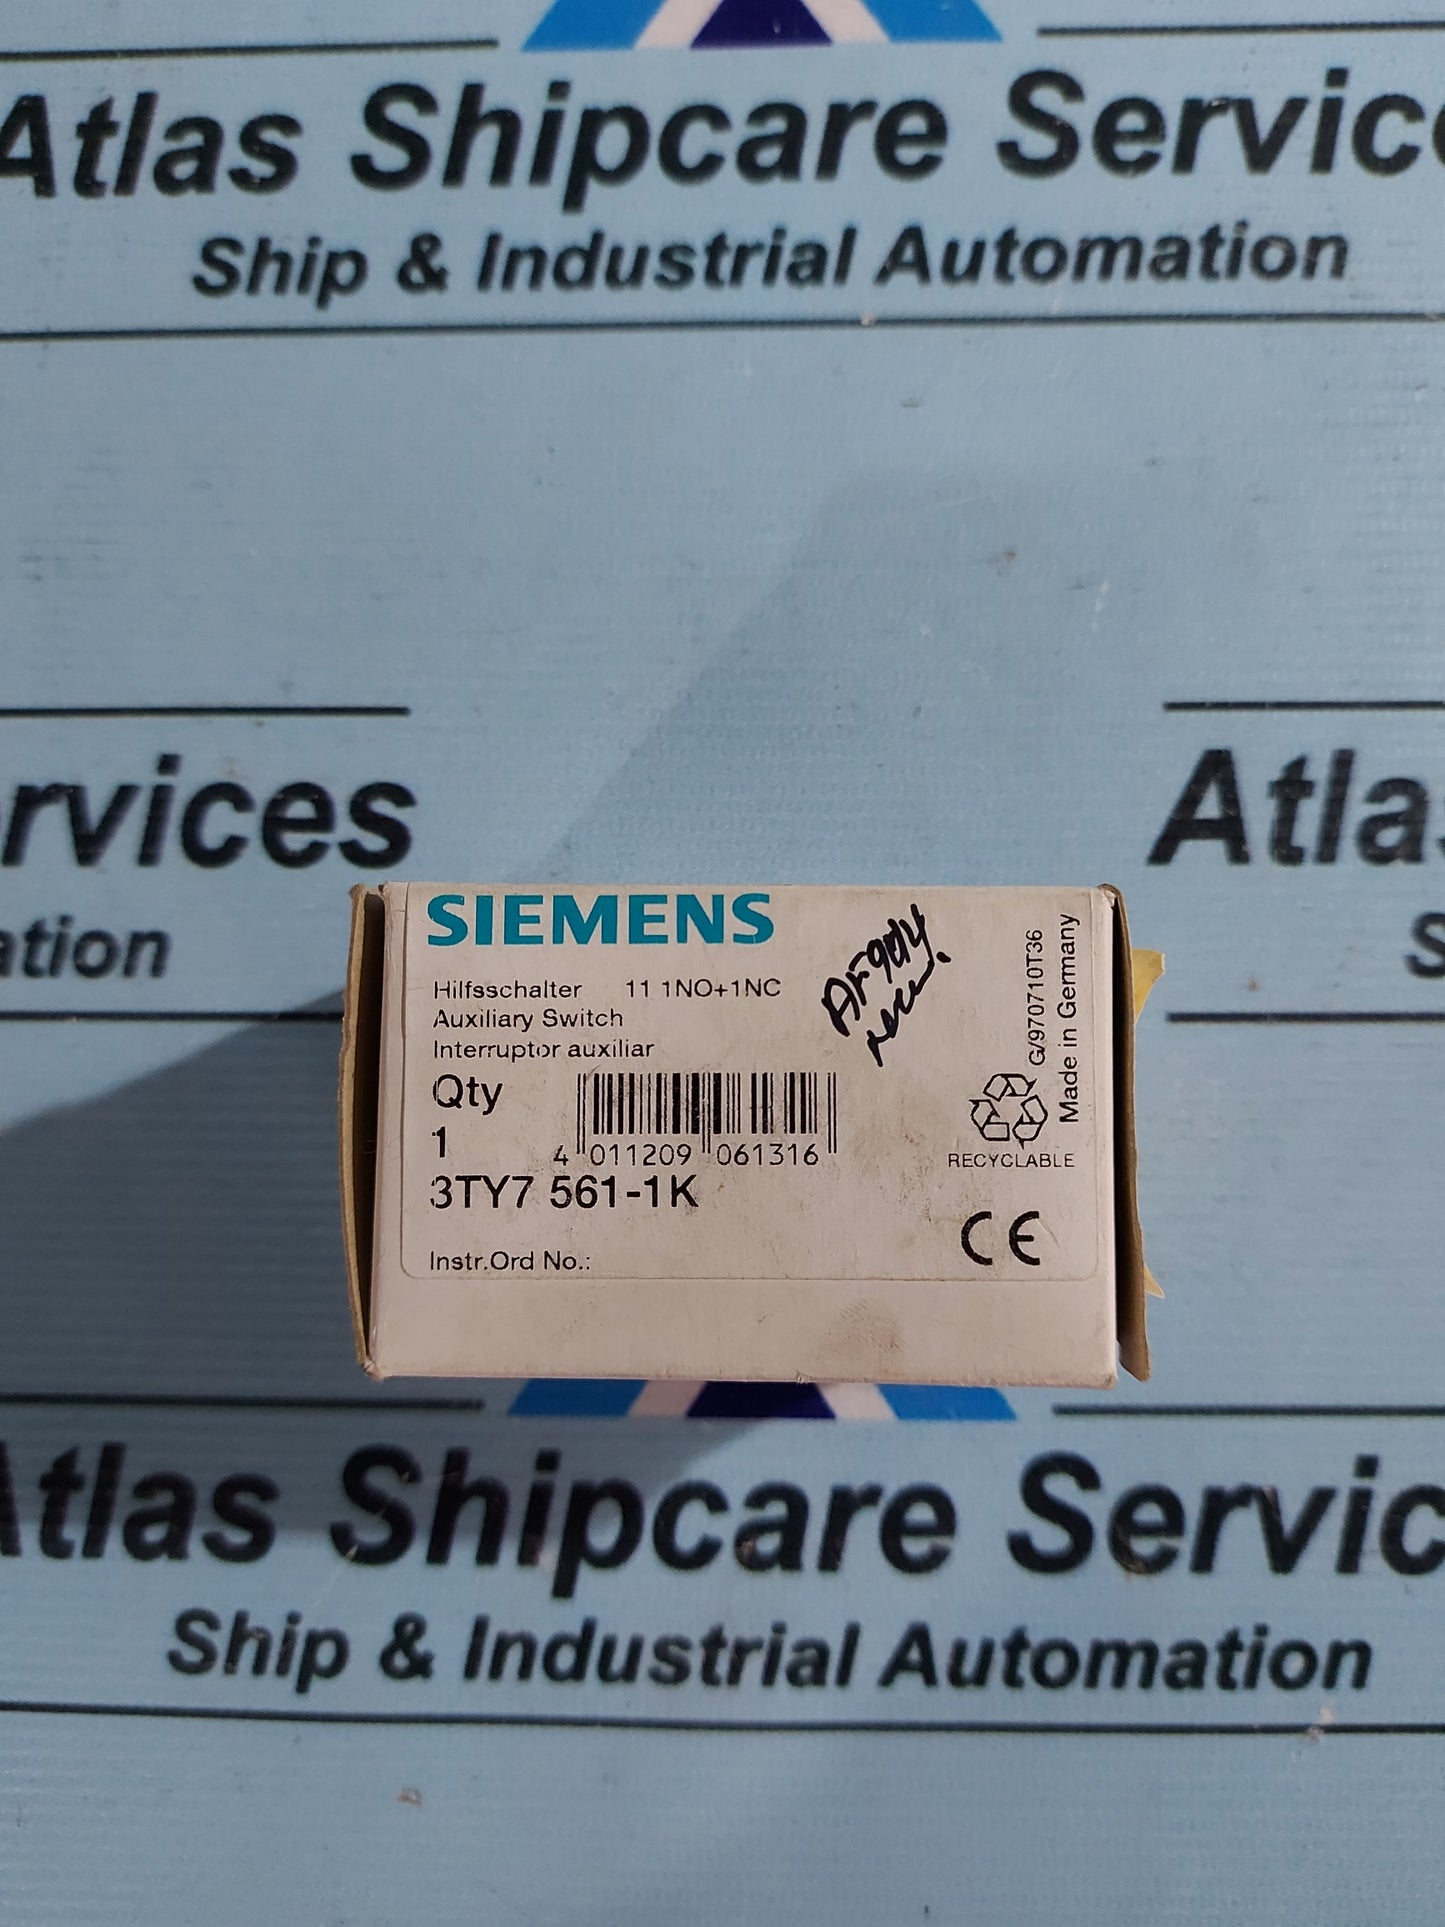 Atlas Shipcare Servic
Ship & Industrial Automation
rvices
ation
Atla
S
SIEMENS
Hilfsschalter 11 1NO+1NC
Auxiliary Switch
Interruptor auxiliar
Qty
1
4 011209 061316
3TY7 561-1K
Instr.Ord No.:
G/970710T36
Made in Germany
RECYCLABLE
CE
Atlas Shipcare Servic
Ship & Industrial Automation